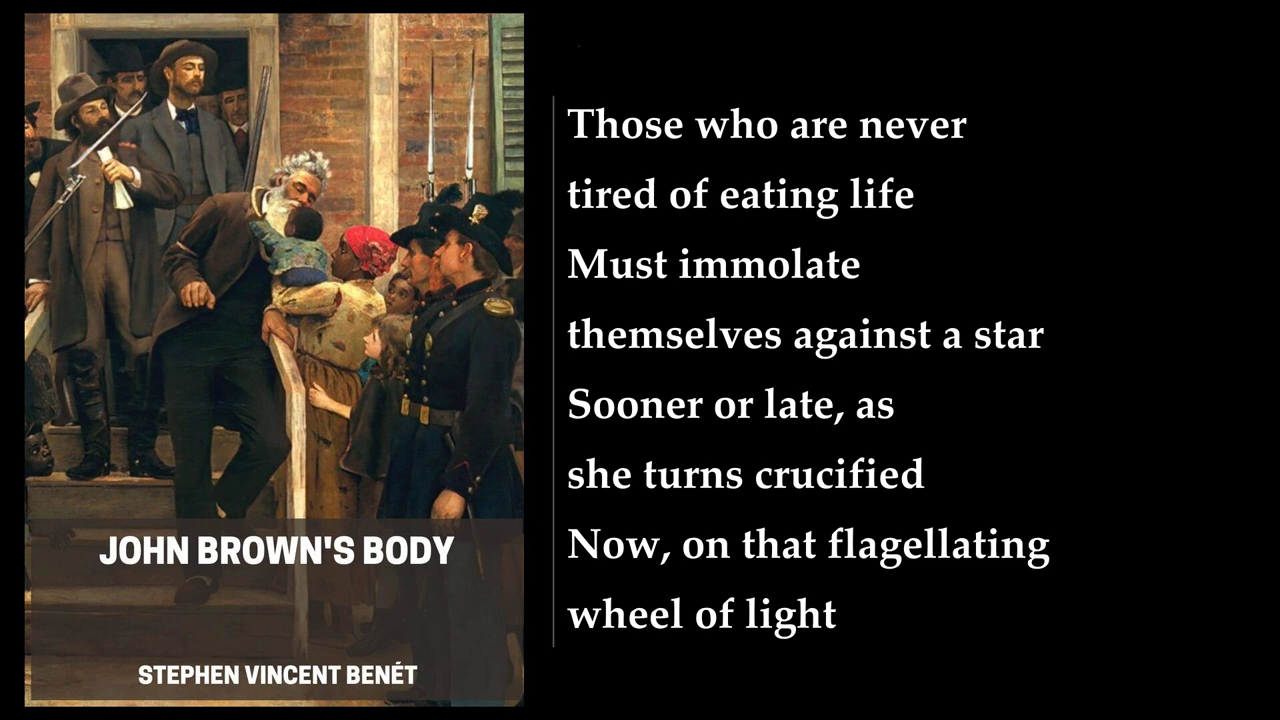 JOHN BROWN'S BODY
STEPHEN VINCENT BENÉT
Those who are never
tired of eating life
Must immolate
themselves against a star
Sooner or late, as
she turns crucified
Now, on that flagellating
wheel of light